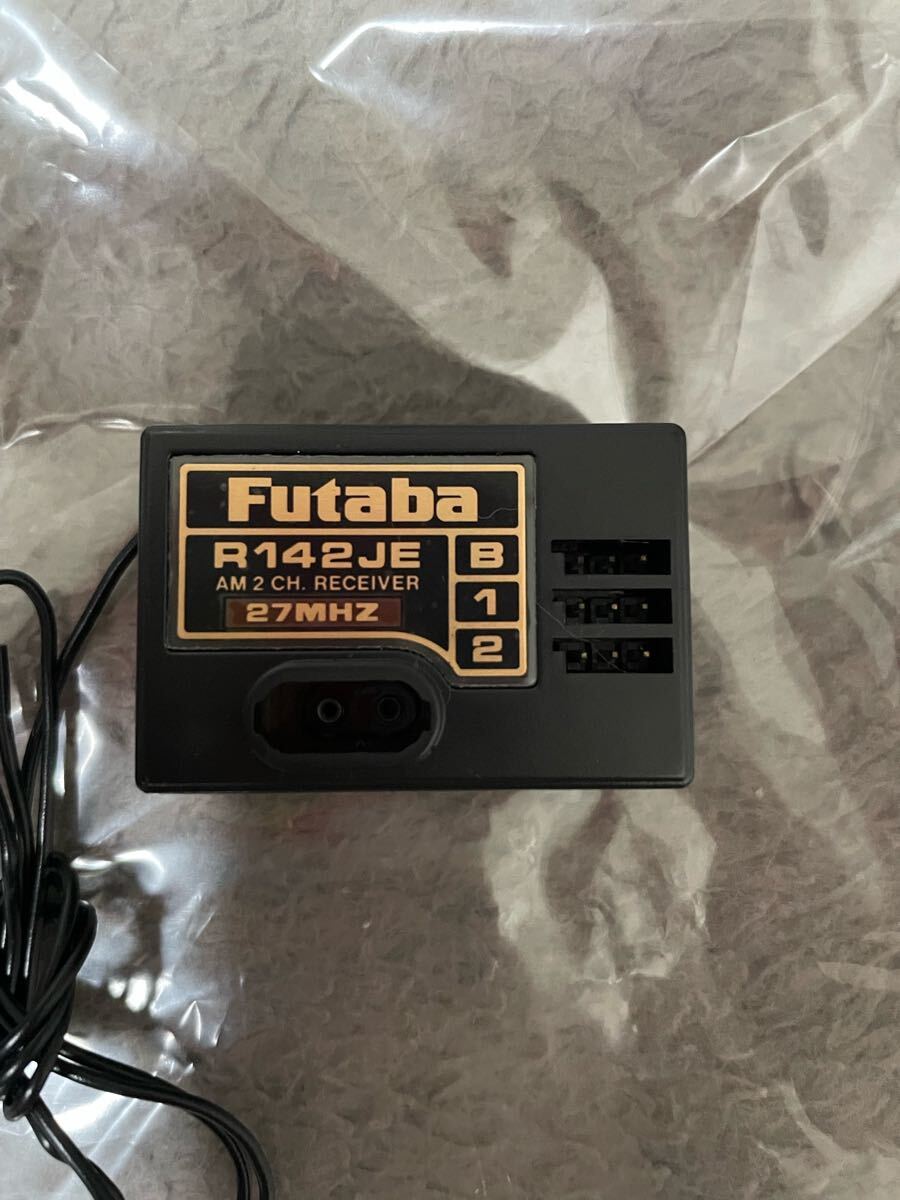 Futaba
R142JE
AM 2 CH. RECEIVER
27MHZ
B
1
2